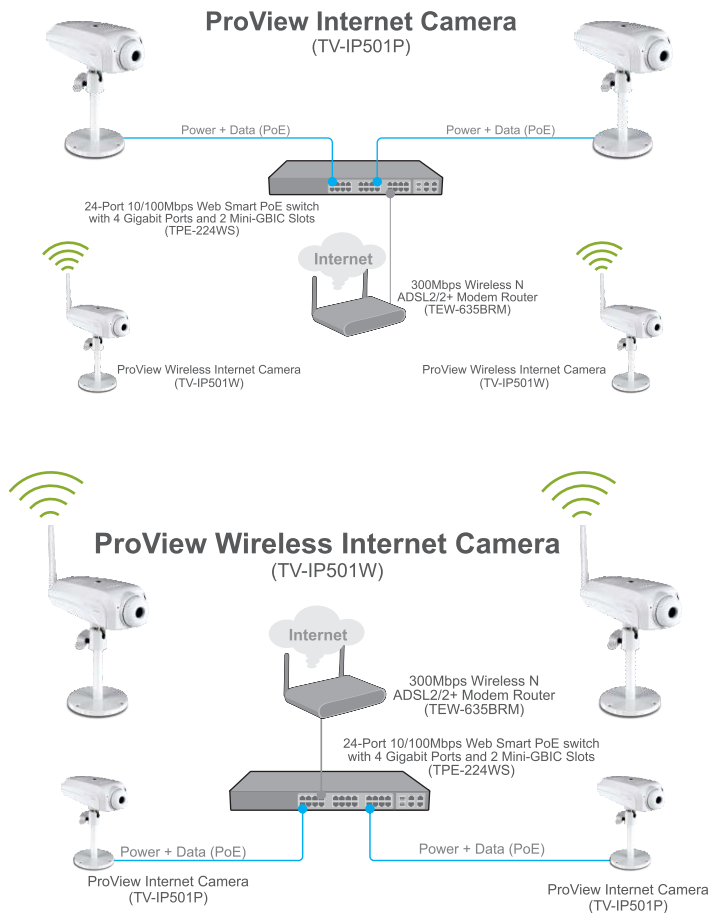 ProView Internet Camera
(TV-IP501P)
Power + Data (PoE)
Power + Data (PoE)
24-Port 10/100Mbps Web Smart PoE switch
with 4 Gigabit Ports and 2 Mini-GBIC Slots
(TPE-224WS)
Internet
300Mbps Wireless N
ADSL2/2+ Modem Router
(TEW-635BRM)
ProView Wireless Internet Camera
(TV-IP501W)
ProView Wireless Internet Camera
(TV-IP501W)
ProView Wireless Internet Camera
(TV-IP501W)
Internet
300Mbps Wireless N
ADSL2/2+ Modem Router
(TEW-635BRM)
24-Port 10/100Mbps Web Smart PoE switch
with 4 Gigabit Ports and 2 Mini-GBIC Slots
(TPE-224WS)
Power + Data (PoE)
Power + Data (PoE)
ProView Internet Camera
(TV-IP501P)
ProView Internet Camera
(TV-IP501P)